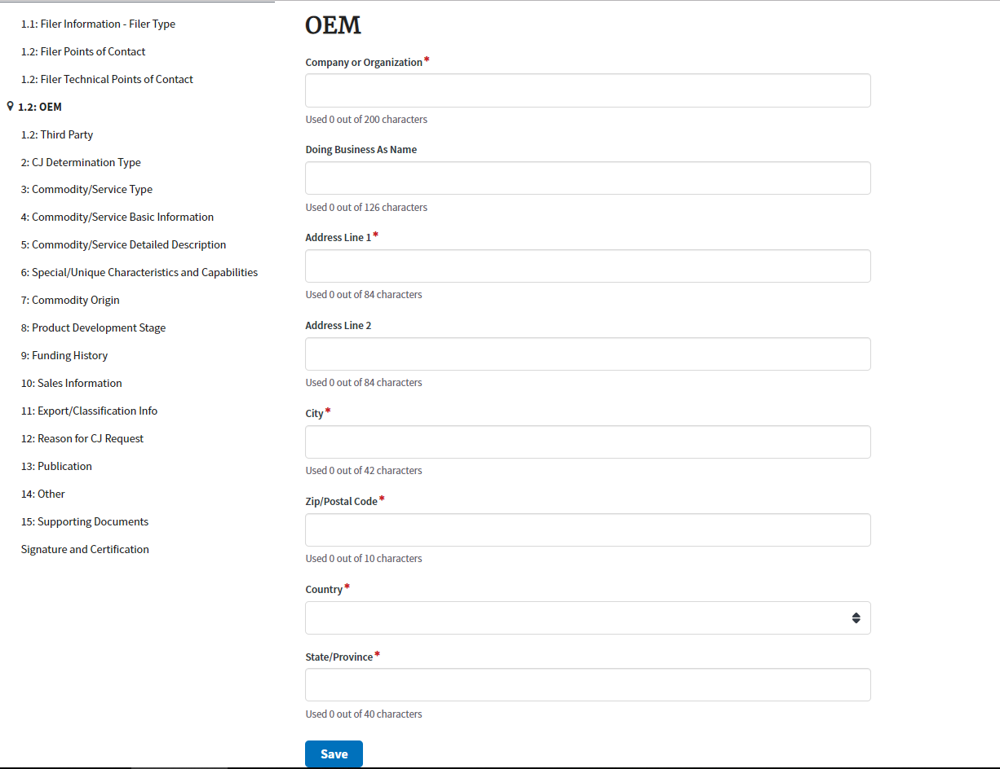 1.1: Filer Information - Filer Type
1.2: Filer Points of Contact
1.2: Filer Technical Points of Contact
1.2: OEM
1.2: Third Party
2: CJ Determination Type
3: Commodity/Service Type
4: Commodity/Service Basic Information
5: Commodity/Service Detailed Description
6: Special/Unique Characteristics and Capabilities
7: Commodity Origin
8: Product Development Stage
9: Funding History
10: Sales Information
11: Export/Classification Info
12: Reason for CJ Request
13: Publication
14: Other
15: Supporting Documents
Signature and Certification
OEM
Company or Organization*
Used 0 out of 200 characters
Doing Business As Name
Used 0 out of 126 characters
Address Line 1*
Used 0 out of 84 characters
Address Line 2
Used 0 out of 84 characters
City*
Used 0 out of 42 characters
Zip/Postal Code*
Used 0 out of 10 characters
Country*
State/Province*
Used 0 out of 40 characters
Save